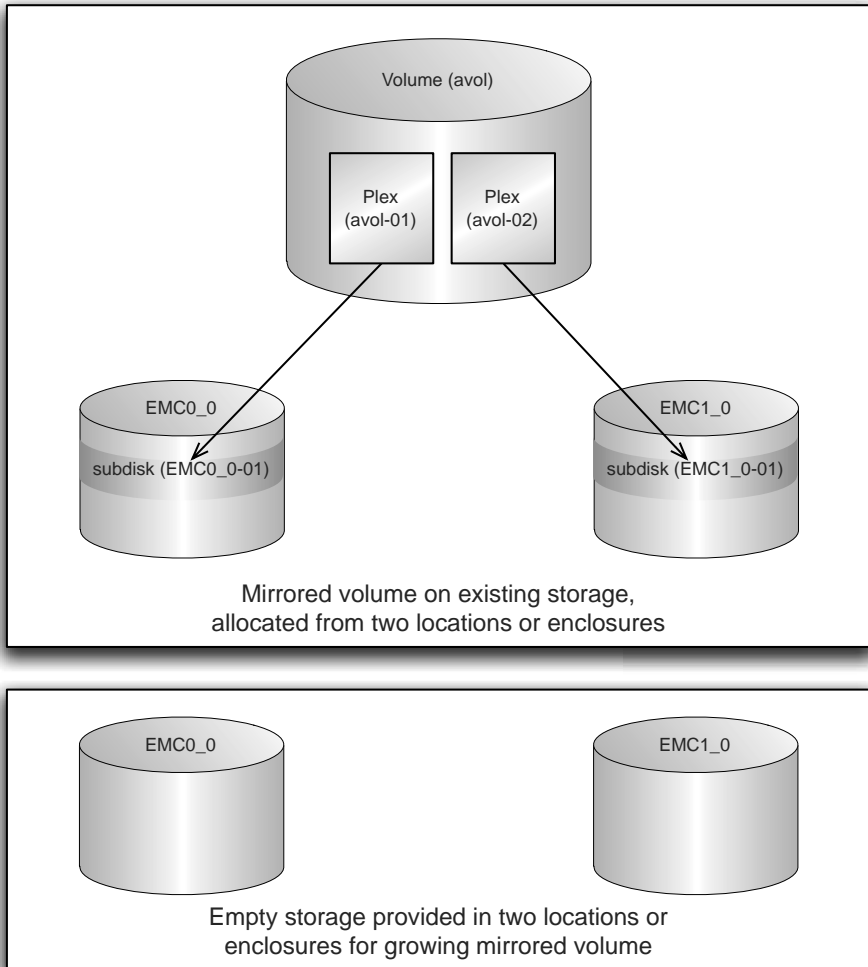 Volume (avol)
Plex
(avol-01)
Plex
(avol-02)
EMC0_0
EMC1_0
subdisk (EMC0_0-01)
subdisk (EMC1_0-01)
Mirrored volume on existing storage,
allocated from two locations or enclosures
EMC0_0
EMC1_0
Empty storage provided in two locations or
enclosures for growing mirrored volume